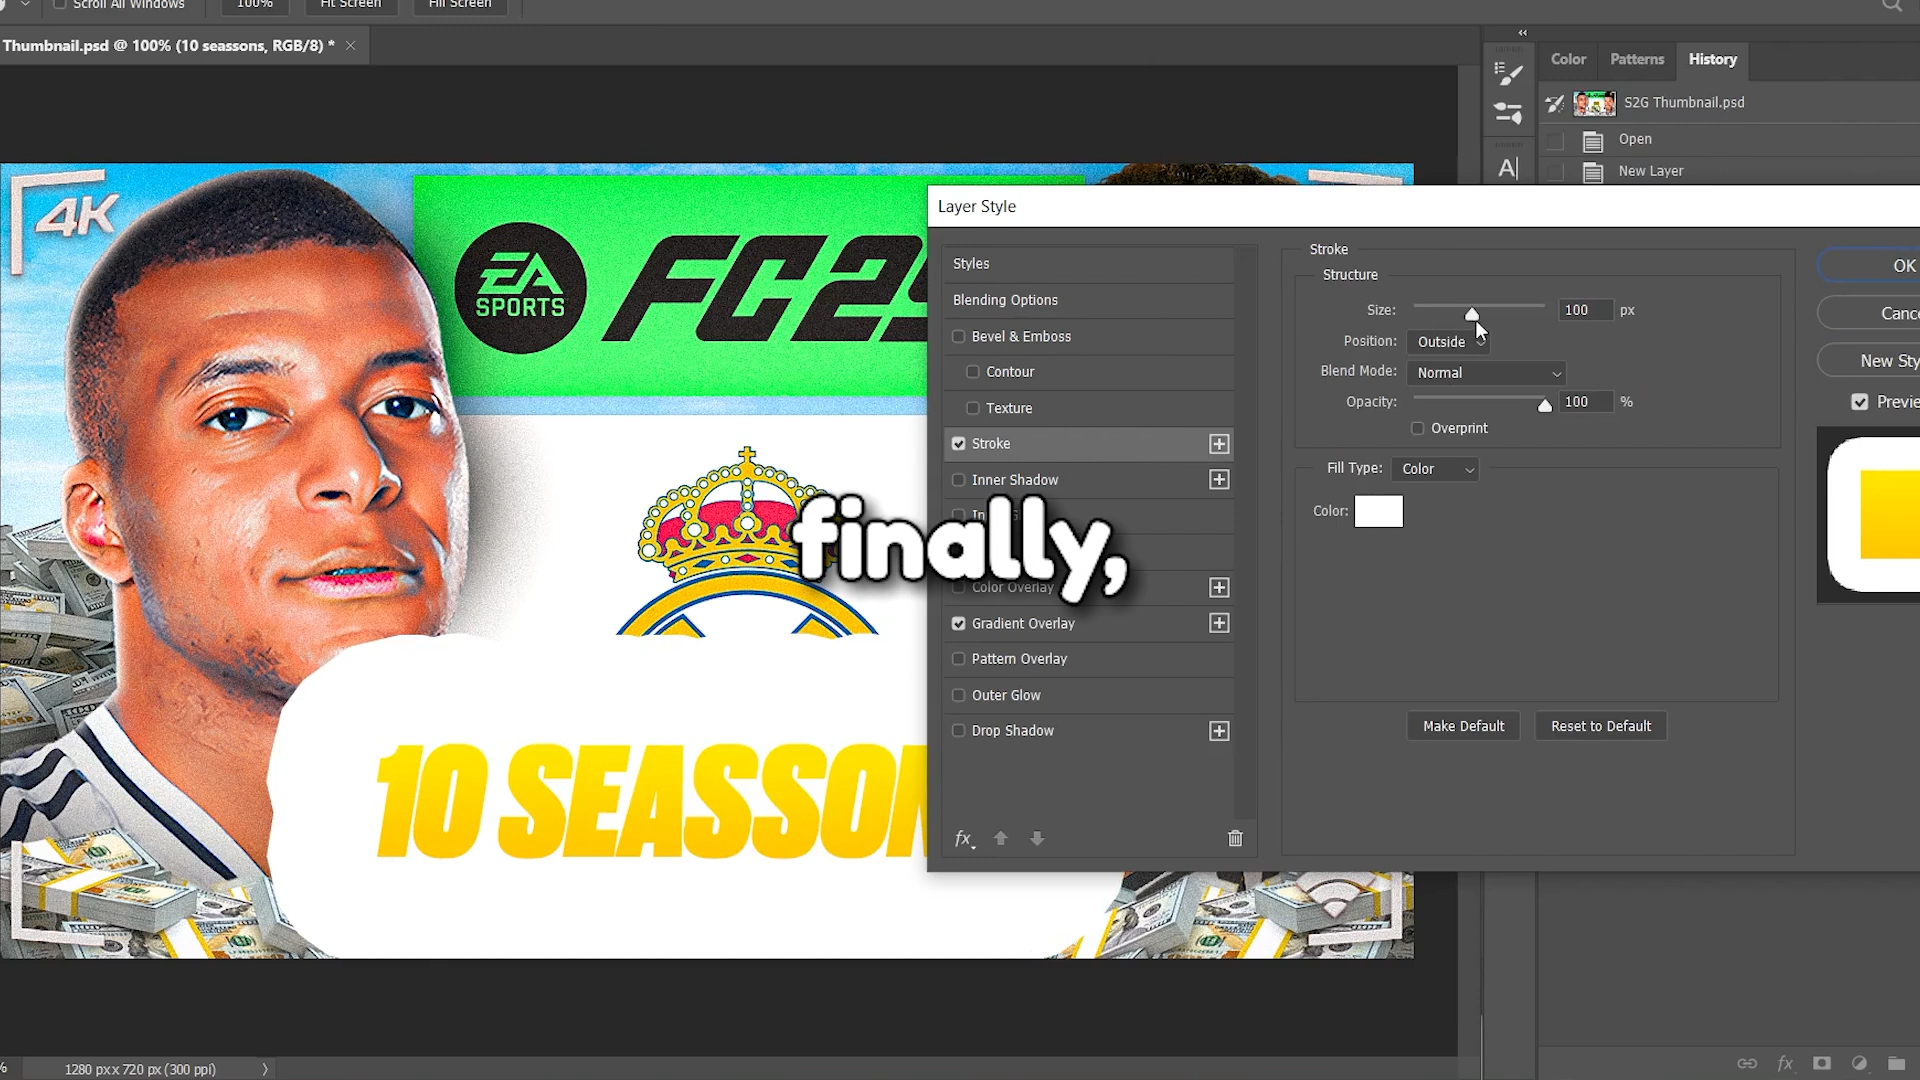 Scroll All Windows
100%
Fit Screen
Fill Screen
Thumbnail.psd @ 100% (10 seassons, RGB/8) *
Color
Patterns
History
S2G Thumbnail.psd
Open
New Layer
4K
EA
SPORTS
FC25
Layer Style
Styles
Blending Options
Bevel & Emboss
Contour
Texture
Stroke
Inner Shadow
Color Overlay
Gradient Overlay
Pattern Overlay
Outer Glow
Drop Shadow
fx
Stroke
Structure
Size:
100
px
Position:
Outside
Blend Mode:
Normal
Opacity:
100
%
Overprint
Fill Type:
Color
Color:
Make Default
Reset to Default
OK
Cance
New Sty
Previe
finally,
10 SEASSON
1280 px x 720 px (300 ppi)
fx